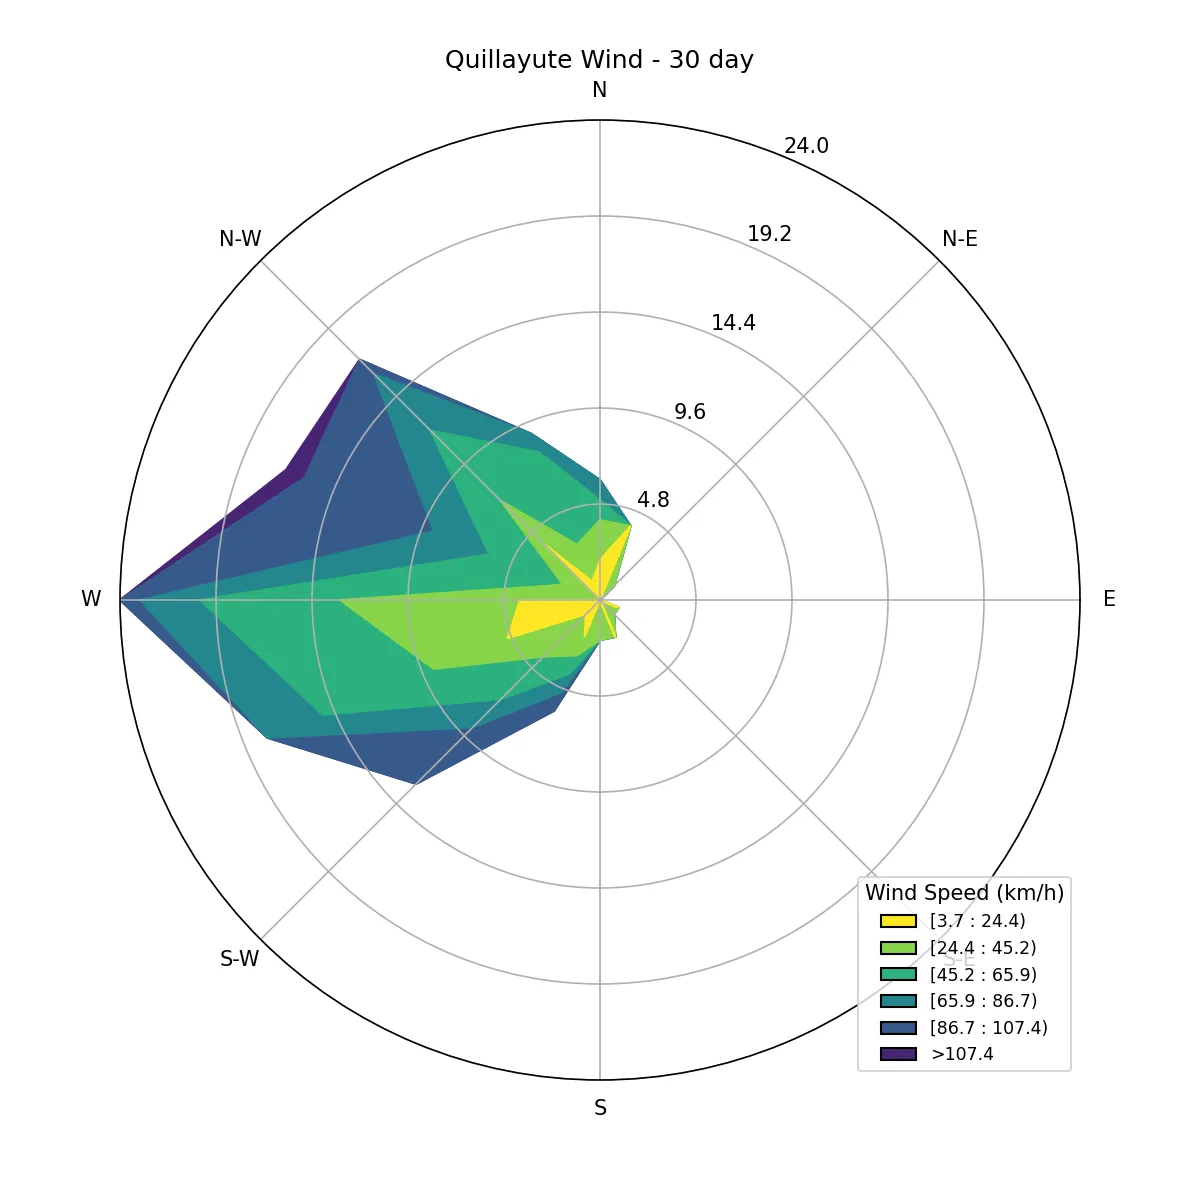 Quillayute Wind - 30 day
N
24.0
N-W
19.2
N-E
14.4
9.6
4.8
W
E
S-W
S-E
S
Wind Speed (km/h)
[3.7 : 24.4)
[24.4 : 45.2)
[45.2 : 65.9)
[65.9 : 86.7)
[86.7 : 107.4)
>107.4